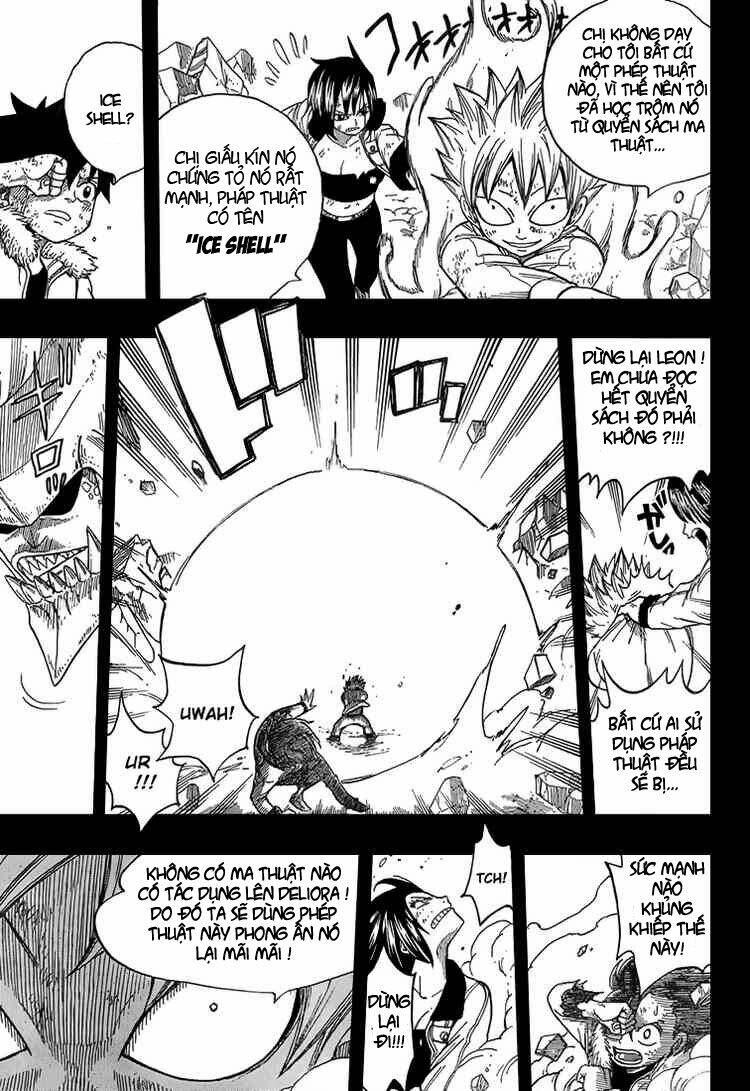 CHỊ KHÔNG DẠY
CHO TÔI BẤT CỨ
MỘT PHÉP THUẬT
NÀO, VÌ THẾ NÊN TÔI
ĐÃ HỌC TRỘM NÓ
TỪ QUYỂN SÁCH MA
THUẬT...
CHỊ GIẤU KÍN NÓ
CHỨNG TỎ NÓ RẤT
MẠNH, PHÁP THUẬT
CÓ TÊN
"ICE SHELL"
ICE
SHELL?
DỪNG LẠI LEON !
EM CHƯA ĐỌC
HẾT QUYỂN
SÁCH ĐÓ PHẢI
KHÔNG ?!!!
BẤT CỨ AI SỬ
DỤNG PHÁP
THUẬT ĐỀU
SẼ BỊ...
UWAH!
UR
!!!
SỨC MẠNH
NÀO
KHỦNG
KHIẾP THẾ
NÀY!
TCH!
DỪNG
LẠI
ĐI!!!
KHÔNG CÓ MA THUẬT NÀO
CÓ TÁC DỤNG LÊN DELIORA !
DO ĐÓ TA SẼ DÙNG PHÉP
THUẬT NÀY PHONG ẤN NÓ
LẠI MÃI MÃI !